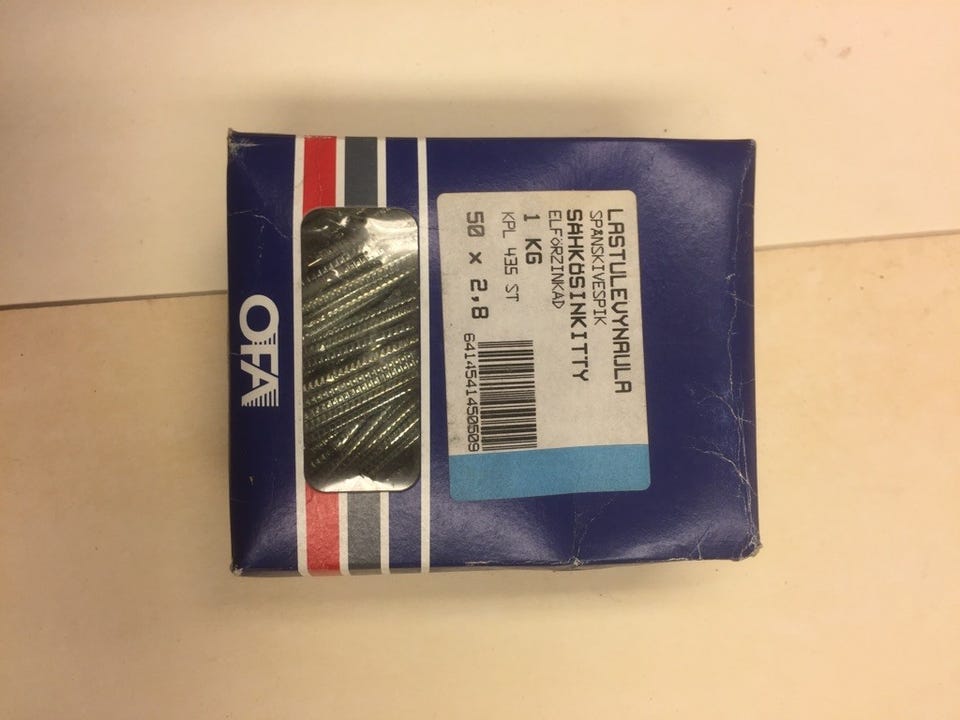 OFA
LASTULEVYNAULA
SPÅNSKIVESPIK
SÄHKÖSINKITTY
ELFÖRZINKAD
1 KG
KPL 435 ST
50 x 2,8
6414541450509